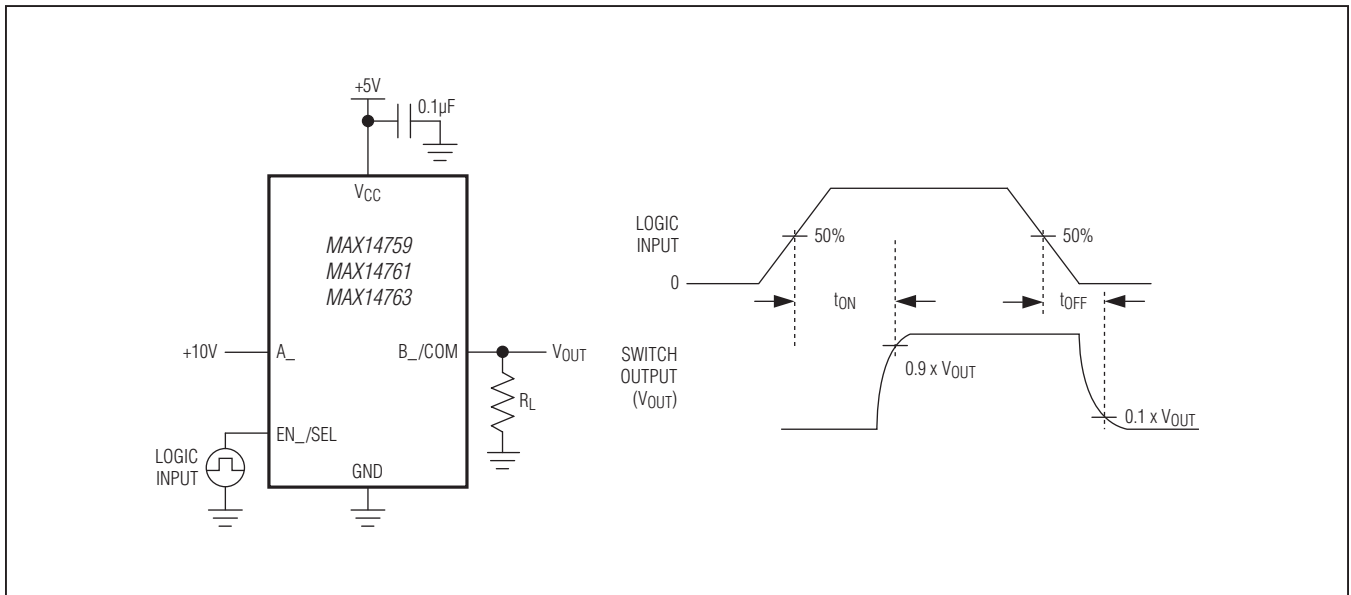 +5V
0.1µF
VCC
MAX14759
MAX14761
MAX14763
+10V
A_
B_/COM
VOUT
RL
EN_/SEL
LOGIC
INPUT
GND
LOGIC
INPUT
50%
50%
0
tON
tOFF
SWITCH
OUTPUT
(VOUT)
0.9 x VOUT
0.1 x VOUT